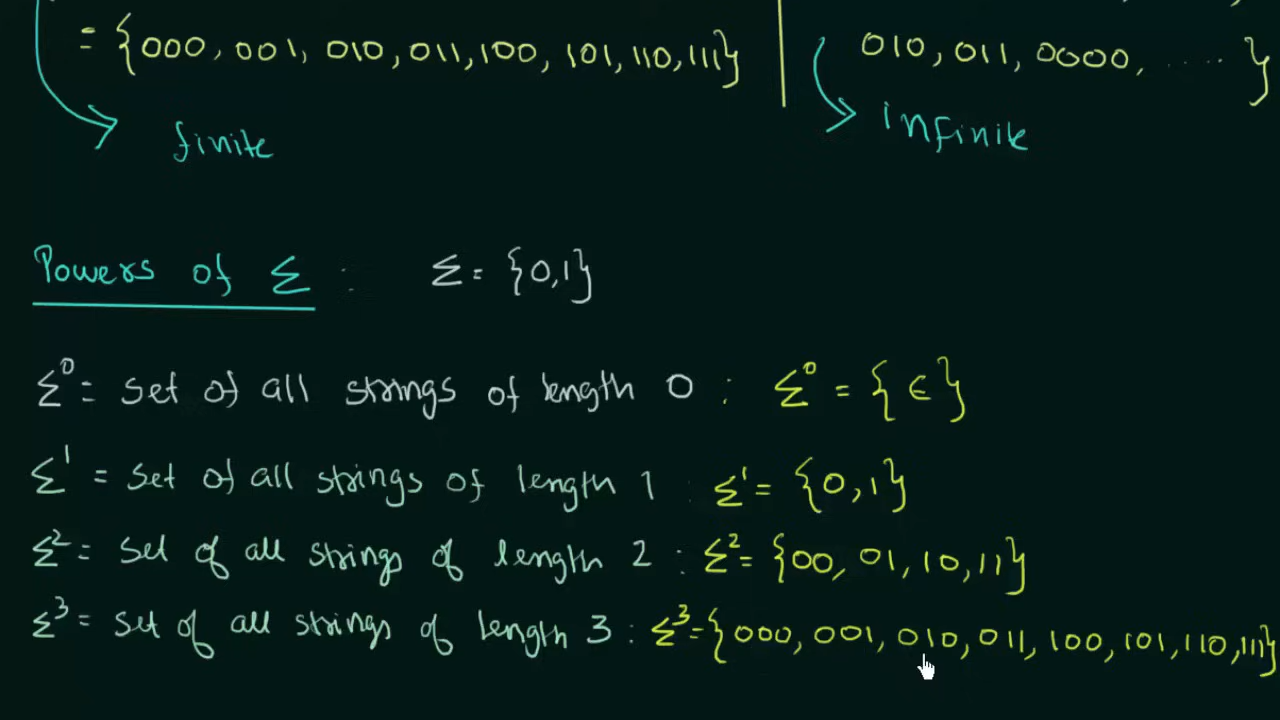 = {000, 001, 010, 011, 100, 101, 110, 111}
010, 011, 0000, ..... }
finite
infinite
Powers of Σ : Σ = {0,1}
Σ⁰ = set of all strings of length 0 : Σ⁰ = {ϵ}
Σ¹ = set of all strings of length 1 : Σ¹ = {0,1}
Σ² = set of all strings of length 2 : Σ² = {00, 01, 10, 11}
Σ³ = set of all strings of length 3 : Σ³ = {000, 001, 010, 011, 100, 101, 110, 111}